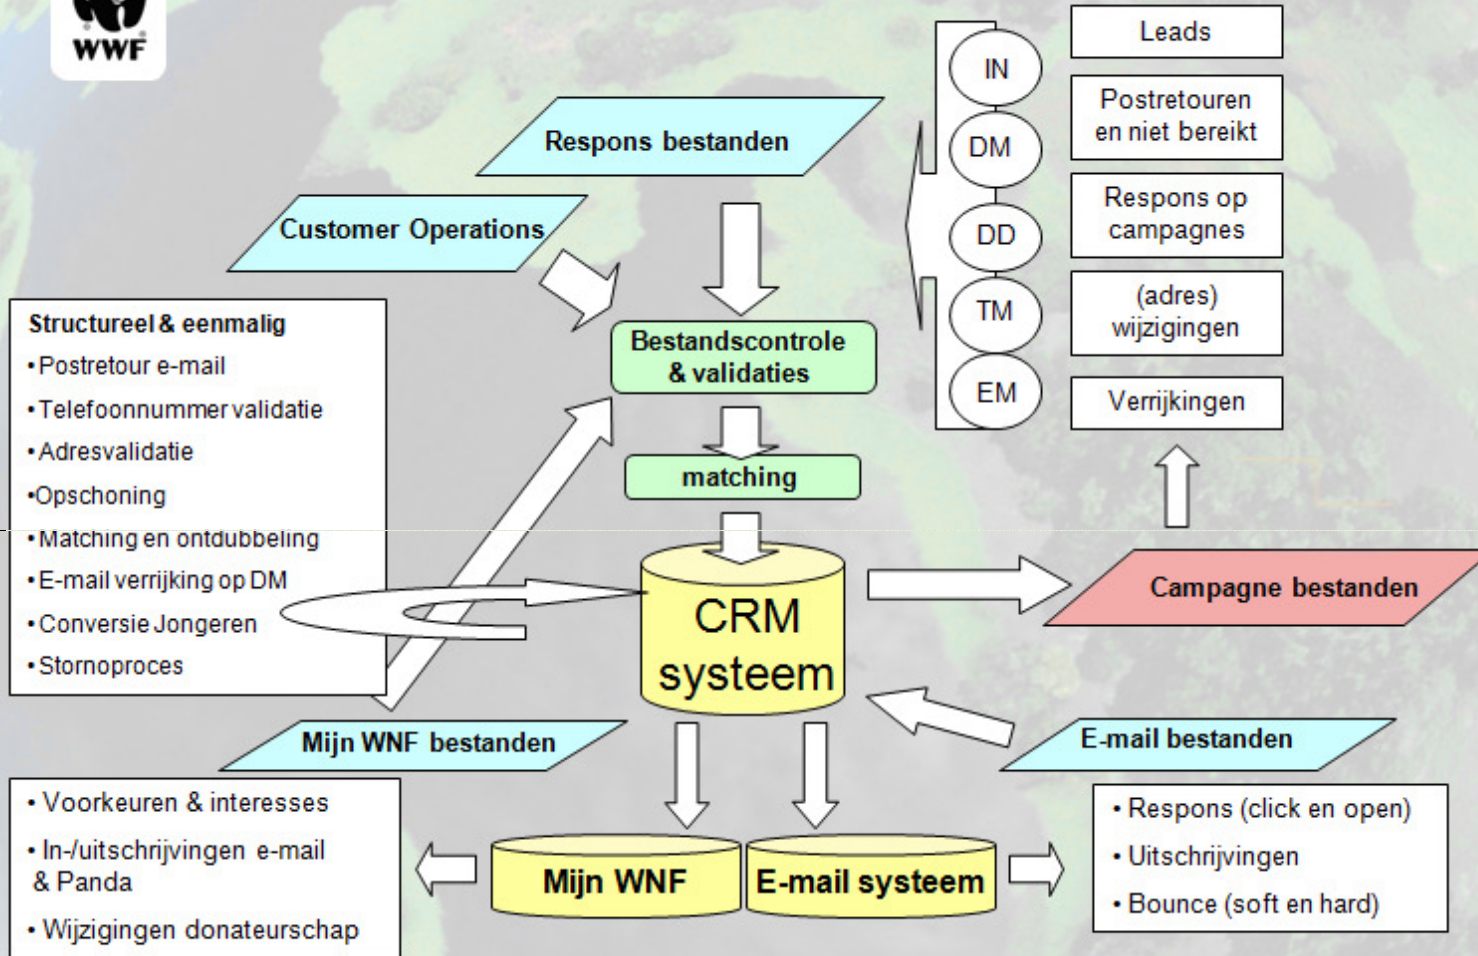 WWF
Respons bestanden
Customer Operations
Bestandscontrole
& validaties
matching
CRM
systeem
IN
DM
DD
TM
EM
Leads
Postretouren
en niet bereikt
Respons op
campagnes
(adres)
wijzigingen
Verrijkingen
Campagne bestanden
Structureel & eenmalig
• Postretour e-mail
• Telefoonnummer validatie
• Adresvalidatie
• Opschoning
• Matching en ontdubbeling
• E-mail verrijking op DM
• Conversie Jongeren
• Stornoproces
Mijn WNF bestanden
E-mail bestanden
• Voorkeuren & interesses
• In-/uitschrijvingen e-mail
& Panda
• Wijzigingen donateurschap
Mijn WNF
E-mail systeem
• Respons (click en open)
• Uitschrijvingen
• Bounce (soft en hard)